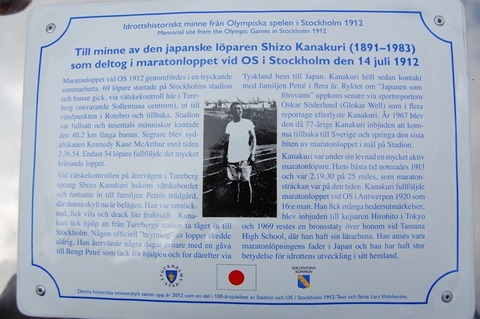 Idrottshistoriskt minne från Olympiska spelen i Stockholm 1912
Memorial site from the Olympic Games in Stockholm 1912
Till minne av den japanske löparen Shizo Kanakuri (1891–1983)
som deltog i maratonloppet vid OS i Stockholm den 14 juli 1912
Maratonloppet vid OS 1912 genomfördes i en tryckande
sommarhetta. 69 löpare startade på Stockholms stadion
och banan gick, via vätskekontroll här i Ture-
berg (nuvarande Sollentuna centrum), ut till
vändpunkten i Rotebro och tillbaka. Stadion
var fullsatt och tusentals människor kantade
den 40,2 km långa banan. Segrare blev syd-
afrikanen Kennedy Kane McArthur med tiden
2.36,54. Endast 34 löpare fullföljde det mycket
krävande loppet.
Vid vätskekontrollen på återvägen i Tureberg
sprang Shizo Kanakuri bakom vätskebordet
och fortsatte in till familjen Petrés trädgård,
där denna skylt nu är belägen. Han var omtöck-
nad, fick vila och drack lite fruktsaft. Kana-
kuri fick hjälp att från Turebergs station ta tåget in till
Stockholm. Någon officiell "brytning" av loppet skedde
aldrig. Han återvände några dagar senare med en gåva
till Bengt Petré som tack för hjälpen och for därefter via
Tyskland hem till Japan. Kanakuri höll sedan kontakt
med familjen Petré i flera år. Ryktet om "Japanen som
försvann" uppkom senare via sportreportern
Oskar Söderlund (Glokar Well) som i flera
reportage efterlyste Kanakuri. År 1967 blev
den då 77-årige Kanakuri inbjuden att kom-
ma tillbaka till Sverige och springa den sista
biten av maratonloppet i mål på Stadion.
Kanakuri var under sin levnad en mycket aktiv
maratonlöpare. Hans bästa tid noterades 1913
och var 2.19,30 på 25 miles, som maraton-
sträckan var på den tiden. Kanakuri fullföljde
maratonloppet vid OS i Antwerpen 1920 som
16:e man. Han fick många hedersutmärkelser,
blev inbjuden till kejsaren Hirohito i Tokyo
och 1969 restes en bronsstaty över honom vid Tamana
High School, där han haft sin lärarbana. Han anses vara
maratonlöpningens fader i Japan och han har haft stor
betydelse för idrottens utveckling i sitt hemland.
SOLLENTUNA
KOMMUN
Denna historiska minnesskylt sattes upp år 2012 som en del i 100-årsjubileet av Stadion och OS i Stockholm 1912. Text och fakta: Lars Wahlström.